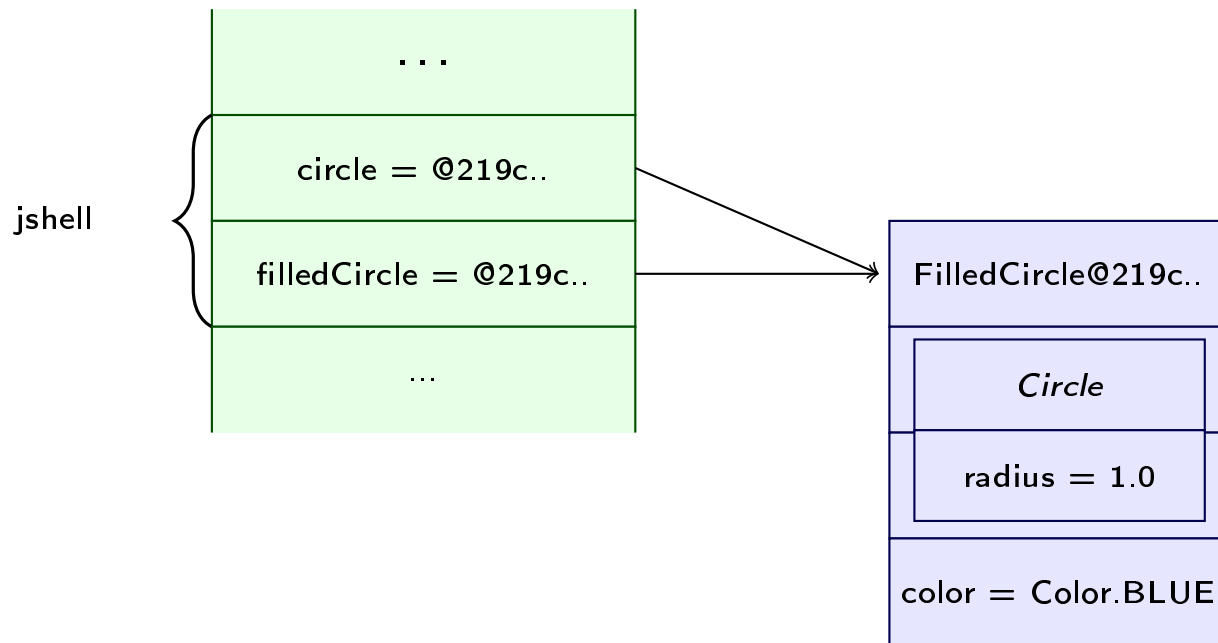 ...
circle = @219c..
jshell
filledCircle = @219c..
...
FilledCircle@219c..
Circle
radius = 1.0
color = Color.BLUE